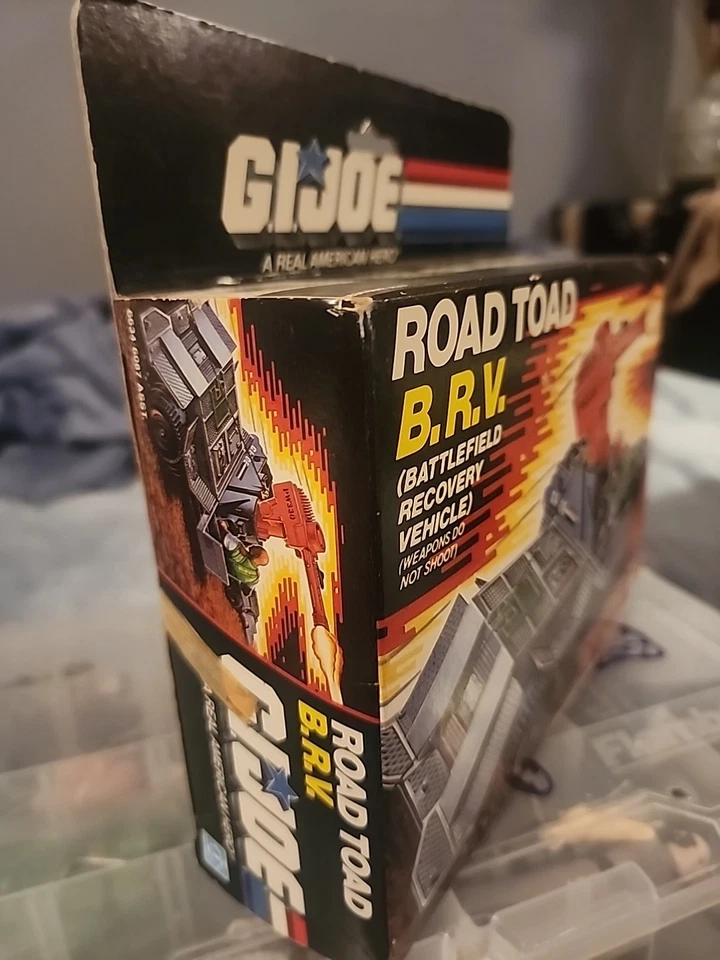 G.I.JOE
A REAL AMERICAN HERO
ROAD TOAD
B.R.V.
(BATTLEFIELD
RECOVERY
VEHICLE)
(WEAPONS DO
NOT SHOOT)
PW330
ROAD TOAD
B.R.V.
G.I.JOE
A REAL AMERICAN HERO